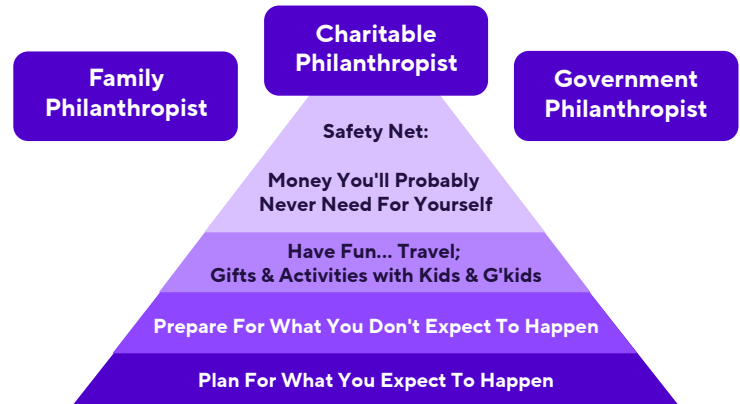 Charitable
Philanthropist
Family
Philanthropist
Government
Philanthropist
Safety Net:
Money You'll Probably
Never Need For Yourself
Have Fun... Travel;
Gifts & Activities with Kids & G'kids
Prepare For What You Don't Expect To Happen
Plan For What You Expect To Happen